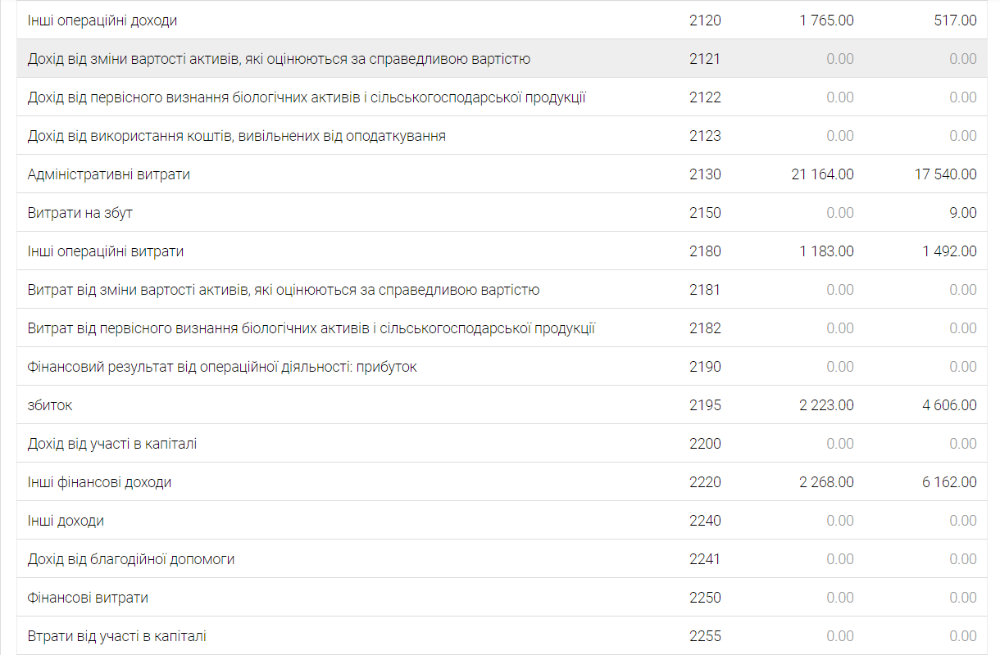 Інші операційні доходи 2120 1 765.00 517.00
Дохід від зміни вартості активів, які оцінюються за справедливою вартістю 2121 0.00 0.00
Дохід від первісного визнання біологічних активів і сільськогосподарської продукції 2122 0.00 0.00
Дохід від використання коштів, вивільнених від оподаткування 2123 0.00 0.00
Адміністративні витрати 2130 21 164.00 17 540.00
Витрати на збут 2150 0.00 9.00
Інші операційні витрати 2180 1 183.00 1 492.00
Витрат від зміни вартості активів, які оцінюються за справедливою вартістю 2181 0.00 0.00
Витрат від первісного визнання біологічних активів і сільськогосподарської продукції 2182 0.00 0.00
Фінансовий результат від операційної діяльності: прибуток 2190 0.00 0.00
збиток 2195 2 223.00 4 606.00
Дохід від участі в капіталі 2200 0.00 0.00
Інші фінансові доходи 2220 2 268.00 6 162.00
Інші доходи 2240 0.00 0.00
Дохід від благодійної допомоги 2241 0.00 0.00
Фінансові витрати 2250 0.00 0.00
Втрати від участі в капіталі 2255 0.00 0.00